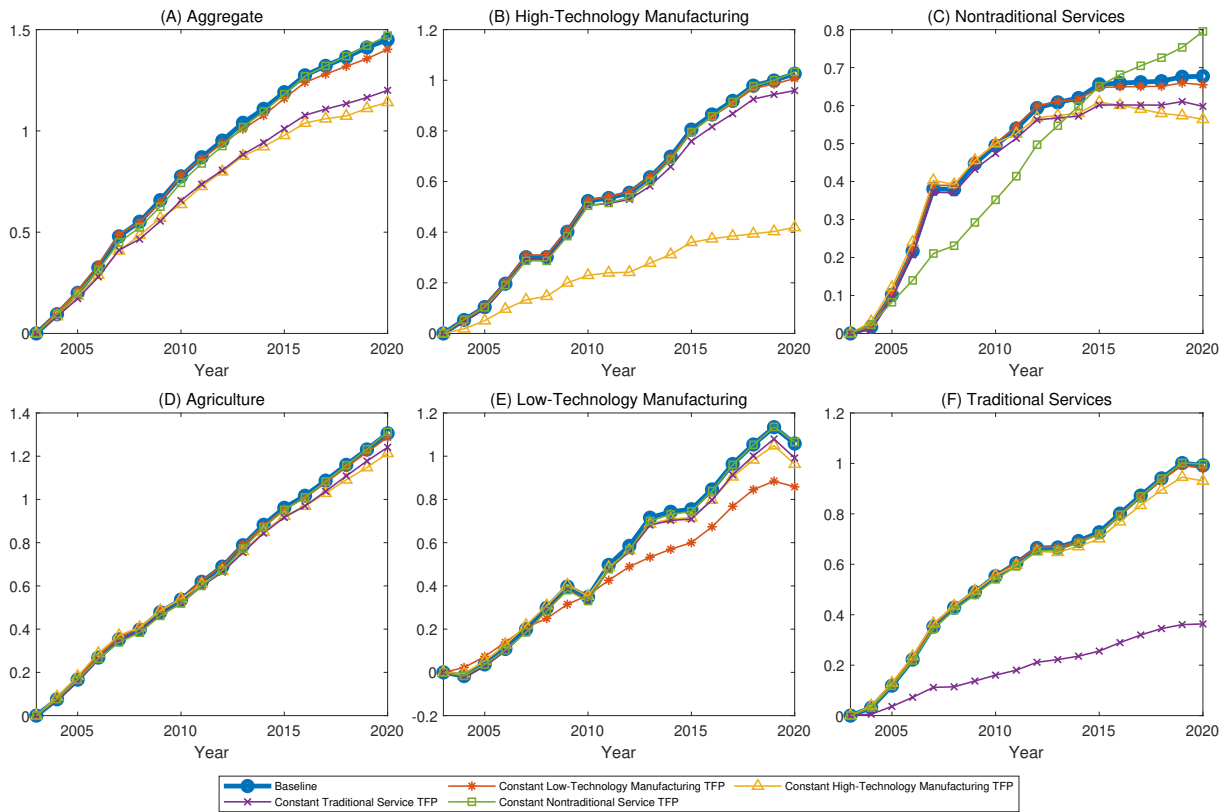 (A) Aggregate
1.5
1
0.5
0
2005 2010 2015 2020
Year
(B) High-Technology Manufacturing
1.2
1
0.8
0.6
0.4
0.2
0
2005 2010 2015 2020
Year
(C) Nontraditional Services
0.8
0.7
0.6
0.5
0.4
0.3
0.2
0.1
0
2005 2010 2015 2020
Year
(D) Agriculture
1.4
1.2
1
0.8
0.6
0.4
0.2
0
2005 2010 2015 2020
Year
(E) Low-Technology Manufacturing
1.2
1
0.8
0.6
0.4
0.2
0
-0.2
2005 2010 2015 2020
Year
(F) Traditional Services
1.2
1
0.8
0.6
0.4
0.2
0
2005 2010 2015 2020
Year
Baseline Constant Low-Technology Manufacturing TFP Constant High-Technology Manufacturing TFP
Constant Traditional Service TFP Constant Nontraditional Service TFP